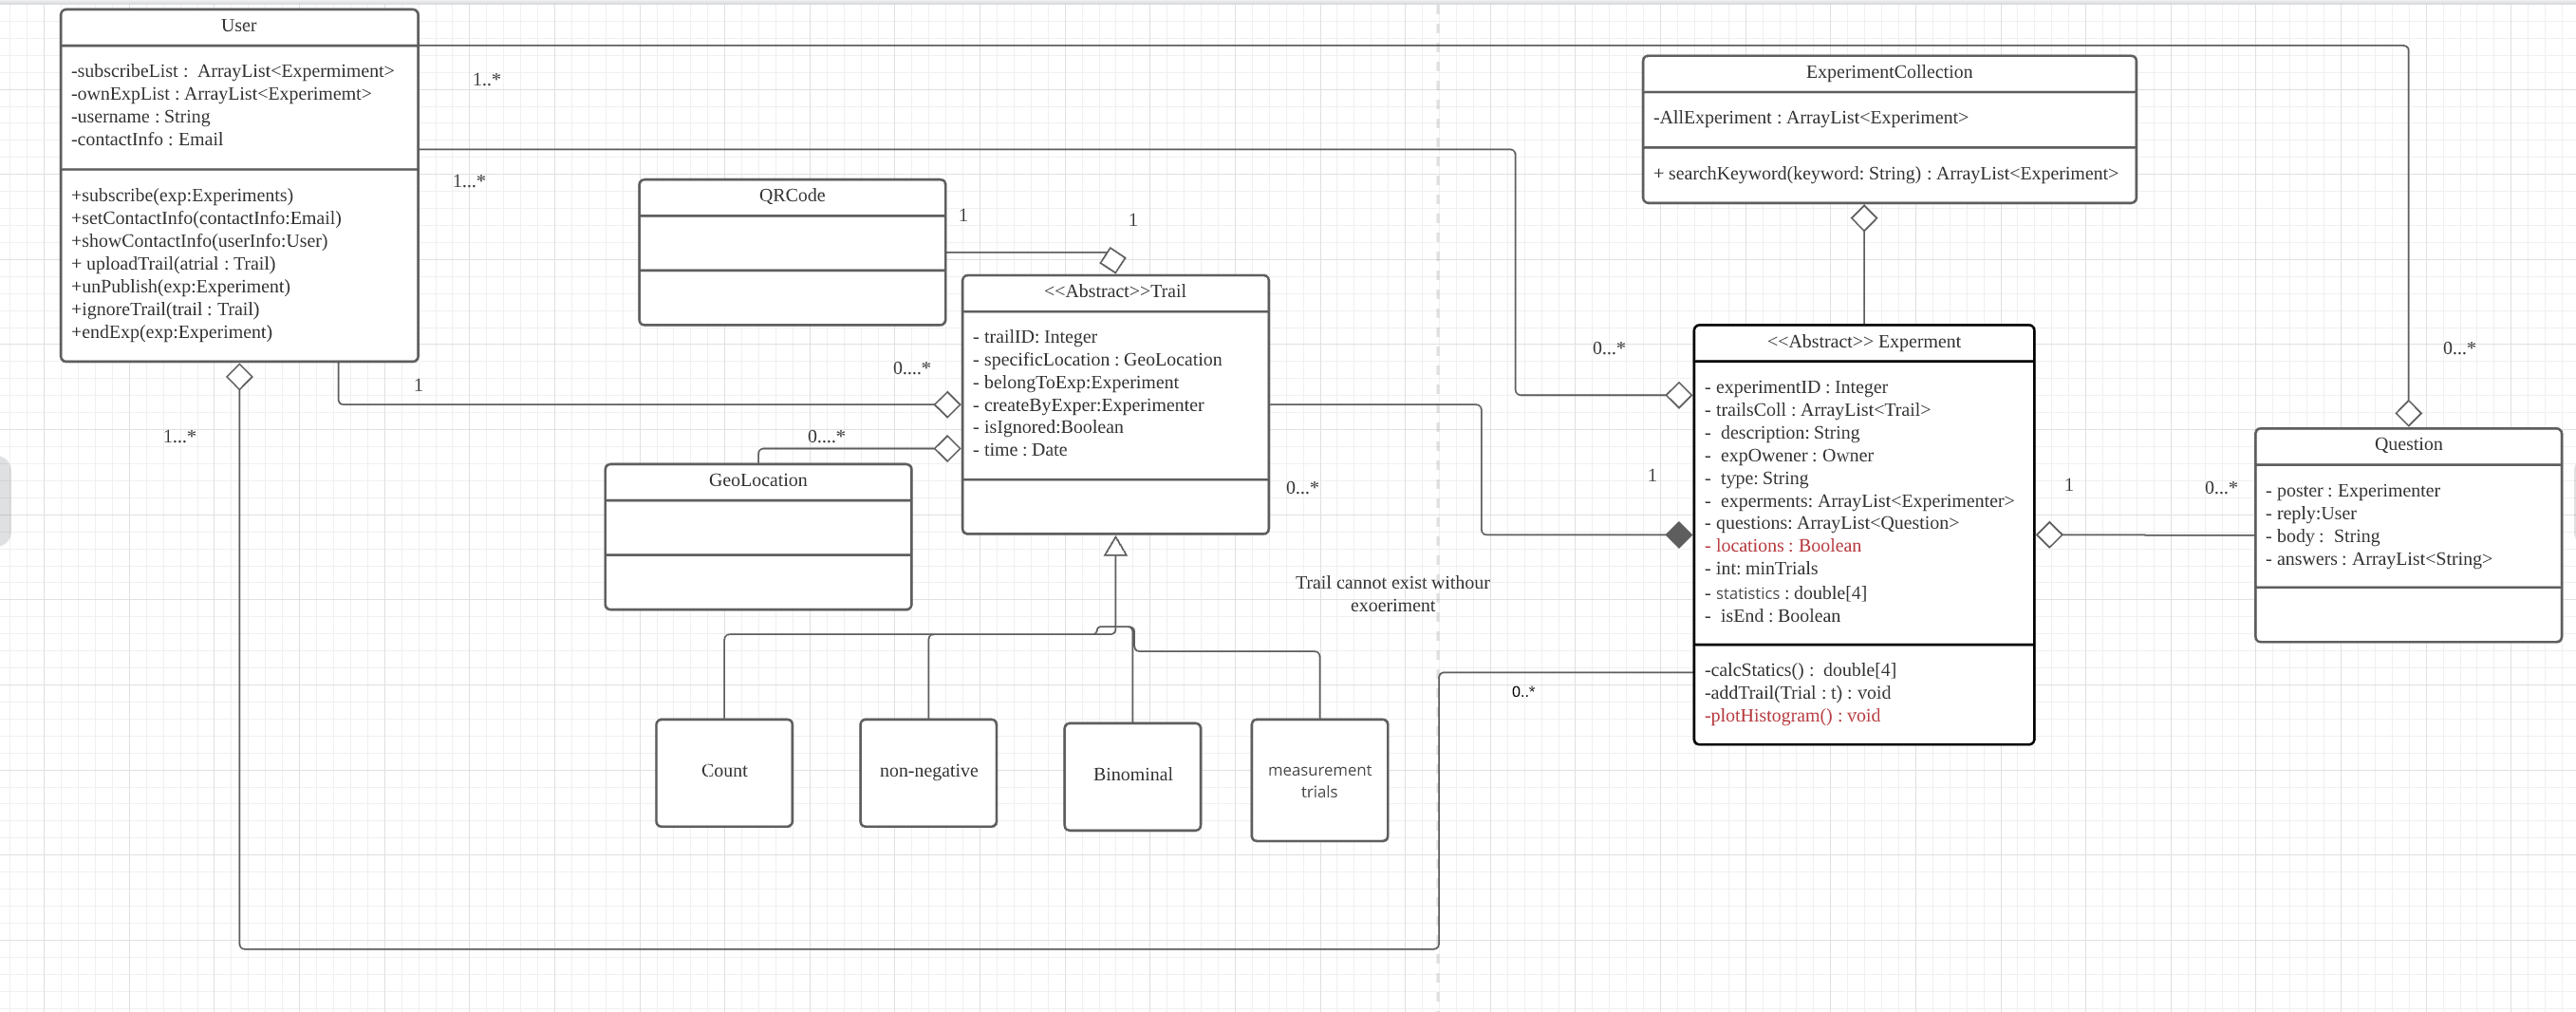 User
-subscribeList :  ArrayList<Expermiment>
-ownExpList : ArrayList<Experimemt>
-username : String
-contactInfo : Email
+subscribe(exp:Experiments)
+setContactInfo(contactInfo:Email)
+showContactInfo(userInfo:User)
+ uploadTrail(atrial : Trail)
+unPublish(exp:Experiment)
+ignoreTrail(trail : Trail)
+endExp(exp:Experiment)
1..*
1...*
1
1...*
QRCode
1
1
<<Abstract>>Trail
- trailID: Integer
- specificLocation : GeoLocation
- belongToExp:Experiment
- createByExper:Experimenter
- isIgnored:Boolean
- time : Date
0....*
0....*
GeoLocation
0...*
Trail cannot exist withour
exoeriment
Count
non-negative
Binominal
measurement
trials
ExperimentCollection
-AllExperiment : ArrayList<Experiment>
+ searchKeyword(keyword: String) : ArrayList<Experiment>
0...*
1
0..*
<<Abstract>> Experment
- experimentID : Integer
- trailsColl : ArrayList<Trail>
-  description: String
-  expOwener : Owner
-  type: String
-  experments: ArrayList<Experimenter>
- questions: ArrayList<Question>
- locations : Boolean
- int: minTrials
- statistics : double[4]
-  isEnd : Boolean
-calcStatics() :  double[4]
-addTrail(Trial : t) : void
-plotHistogram() : void
1
0...*
0...*
Question
- poster : Experimenter
- reply:User
- body :  String
- answers : ArrayList<String>